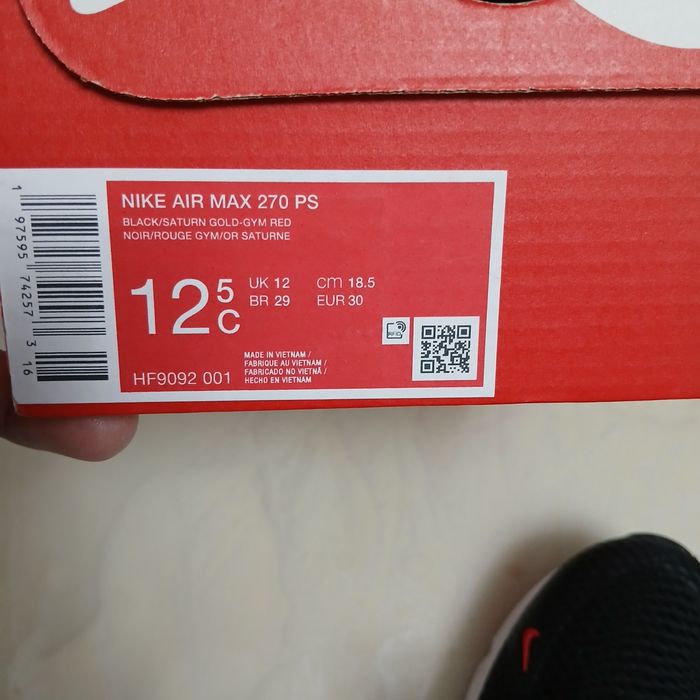 NIKE AIR MAX 270 PS
BLACK/SATURN GOLD-GYM RED
NOIR/ROUGE GYM/OR SATURNE
12 5 C
UK 12 cm 18.5
BR 29 EUR 30
RFID
MADE IN VIETNAM /
FABRIQUE AU VIETNAM /
FABRICADO NO VIETNÃ /
HECHO EN VIETNAM
HF9092 001
1 97595 74257 3 16